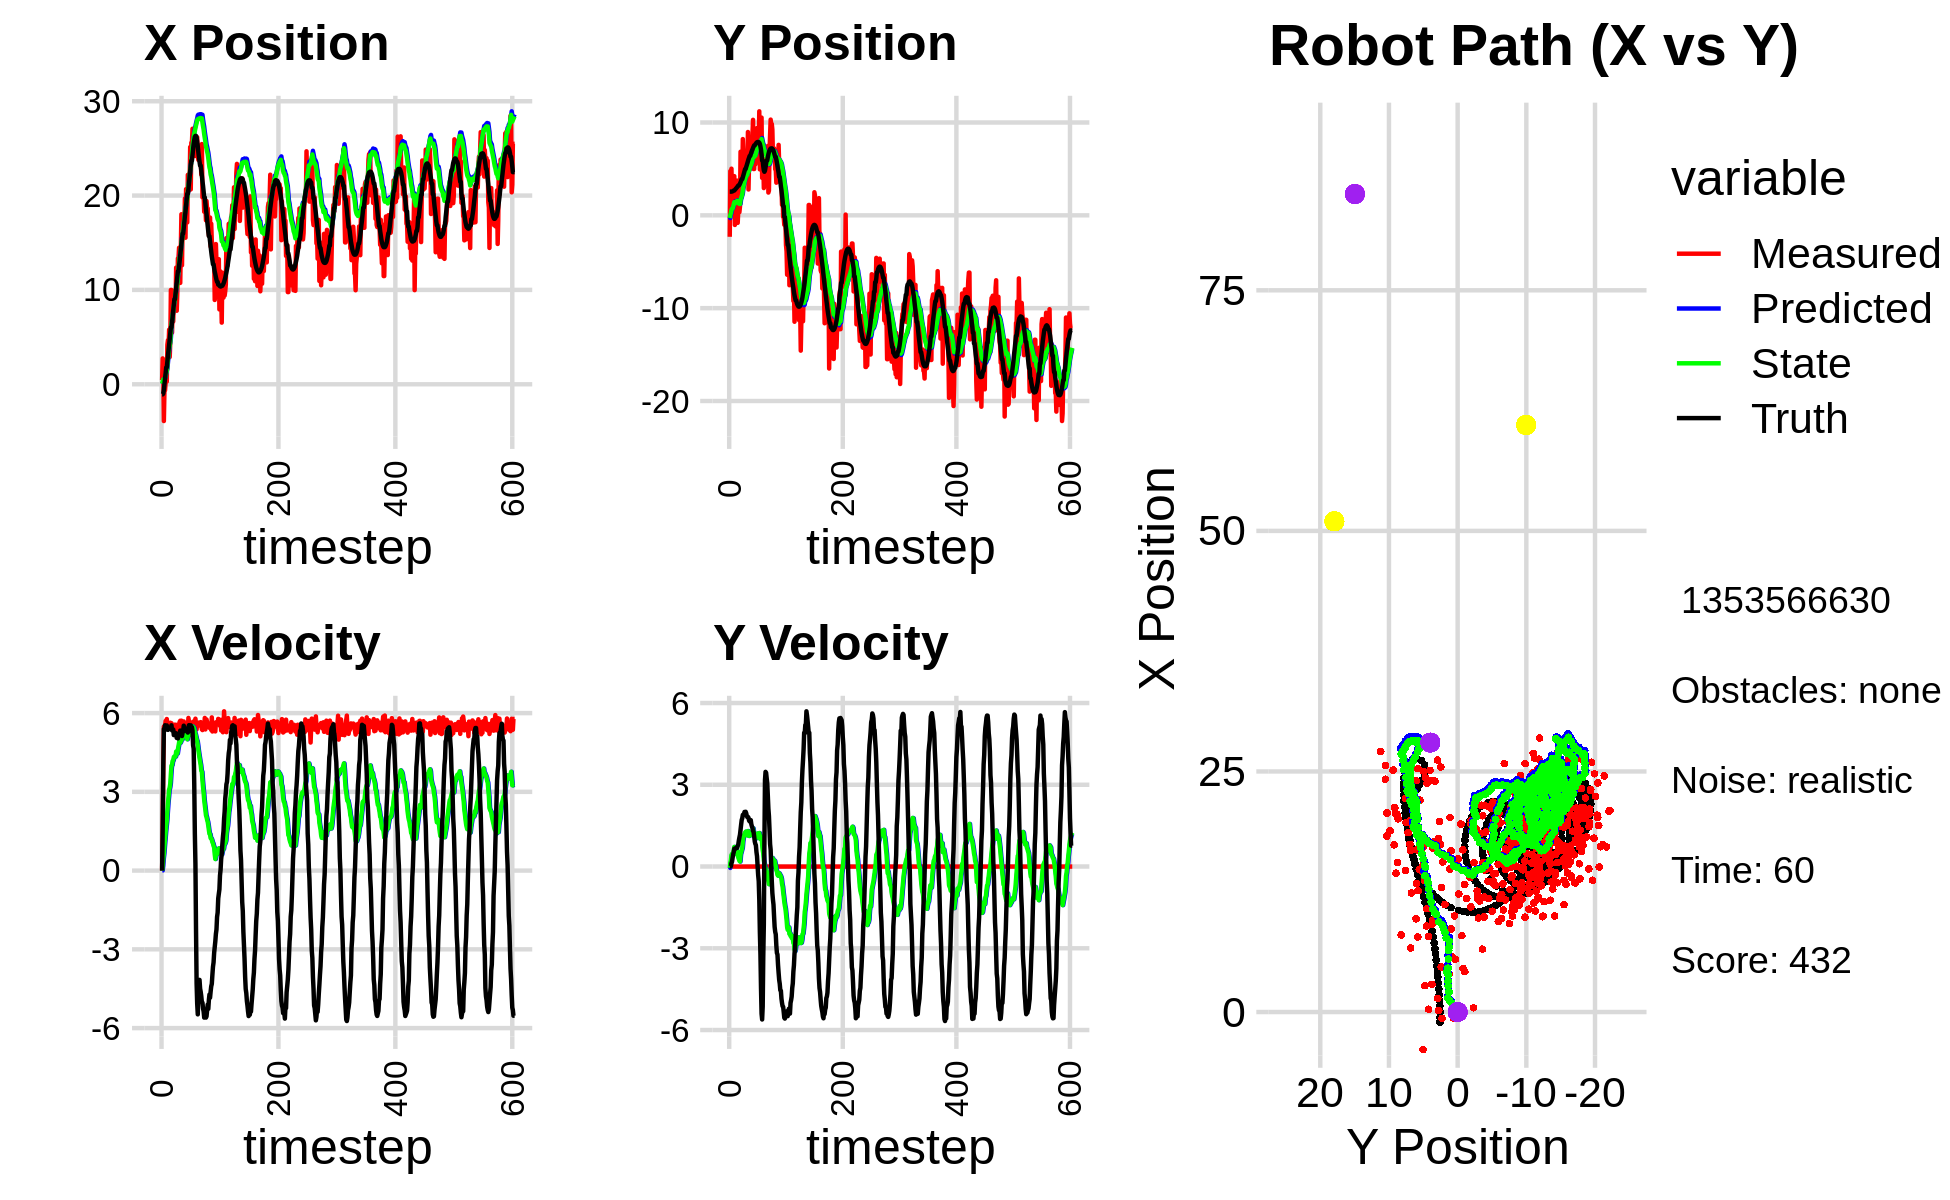 X Position
30
20
10
0
0
200
400
600
timestep
Y Position
10
0
-10
-20
0
200
400
600
timestep
X Velocity
6
3
0
-3
-6
0
200
400
600
timestep
Y Velocity
6
3
0
-3
-6
0
200
400
600
timestep
Robot Path (X vs Y)
X Position
75
50
25
0
20 10 0 -10 -20
Y Position
variable
Measured
Predicted
State
Truth
1353566630
Obstacles: none
Noise: realistic
Time: 60
Score: 432